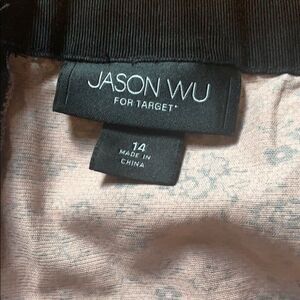 JASON WU
FOR TARGET
14
MADE IN
CHINA